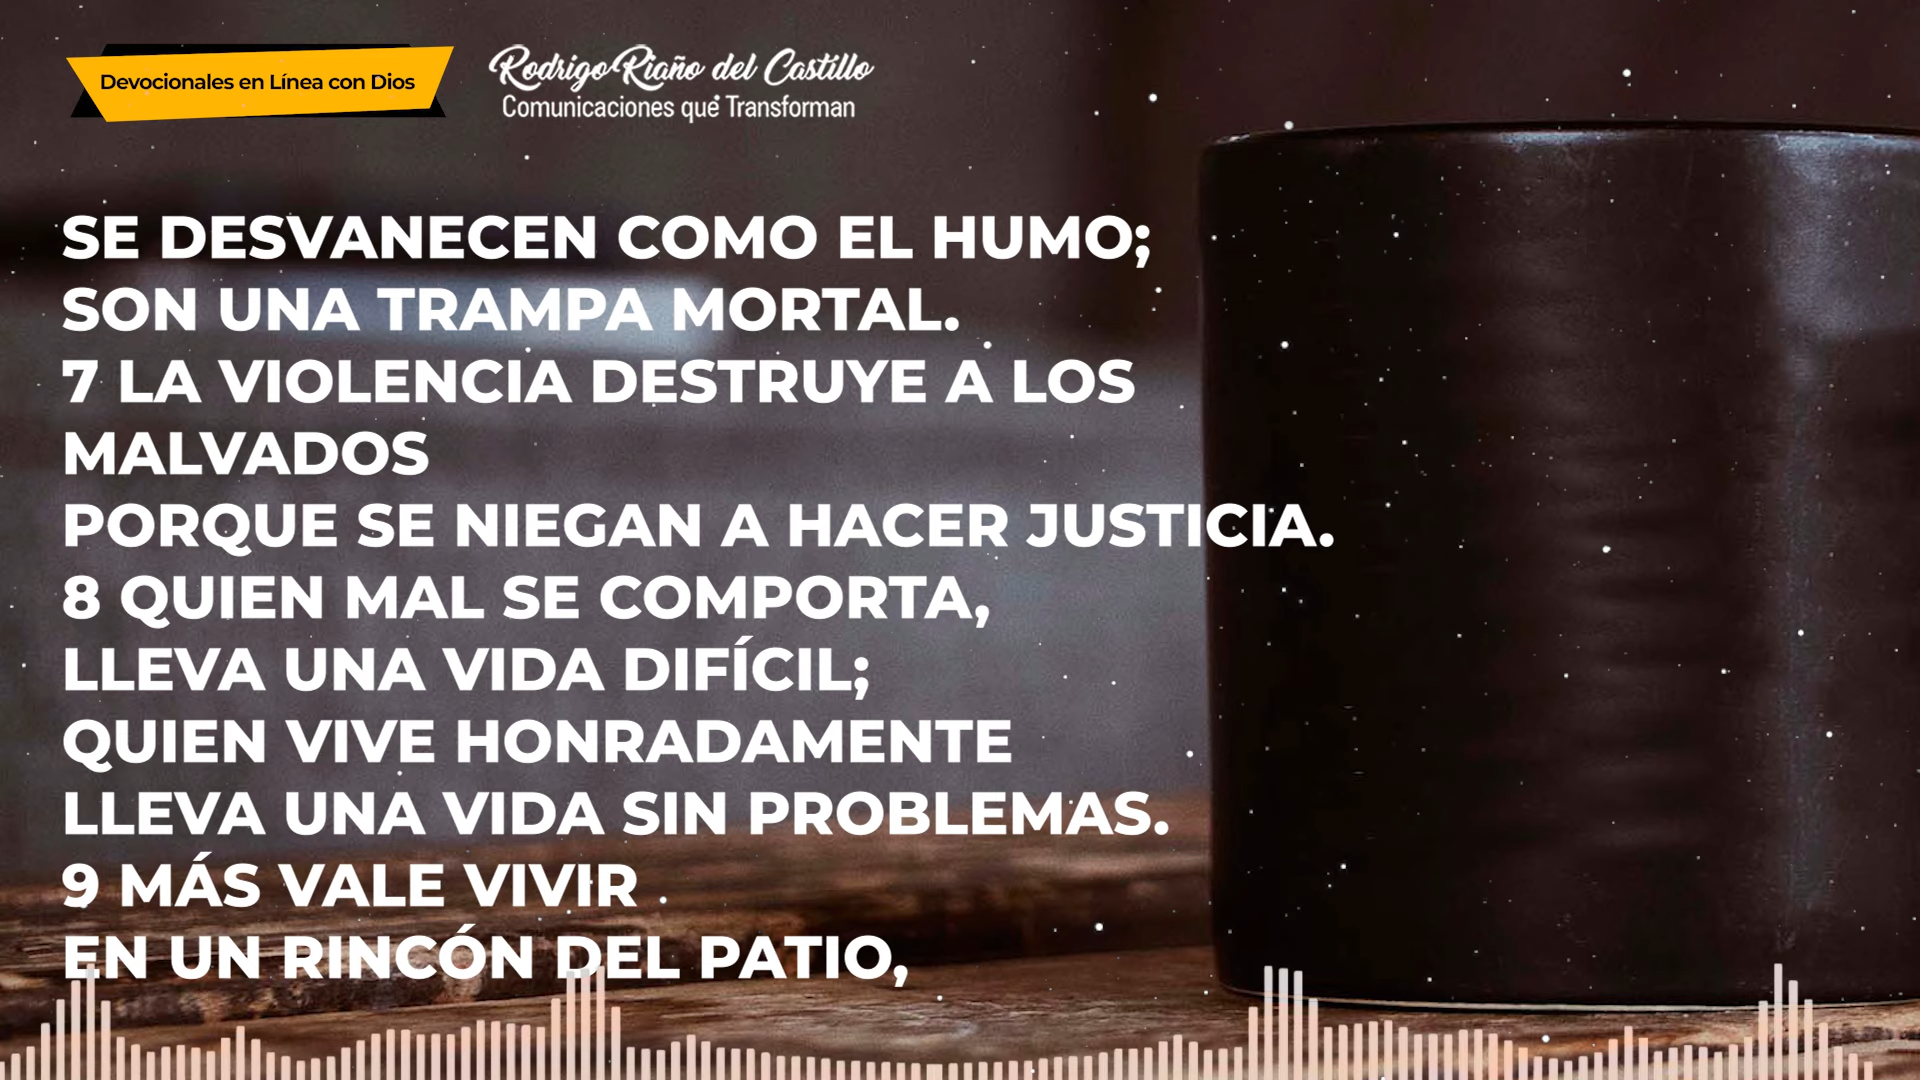 Devocionales en Línea con Dios
Rodrigo Riaño del Castillo
Comunicaciones que Transforman
SE DESVANECEN COMO EL HUMO;
SON UNA TRAMPA MORTAL.
7 LA VIOLENCIA DESTRUYE A LOS
MALVADOS
PORQUE SE NIEGAN A HACER JUSTICIA.
8 QUIEN MAL SE COMPORTA,
LLEVA UNA VIDA DIFÍCIL;
QUIEN VIVE HONRADAMENTE
LLEVA UNA VIDA SIN PROBLEMAS.
9 MÁS VALE VIVIR
EN UN RINCÓN DEL PATIO,